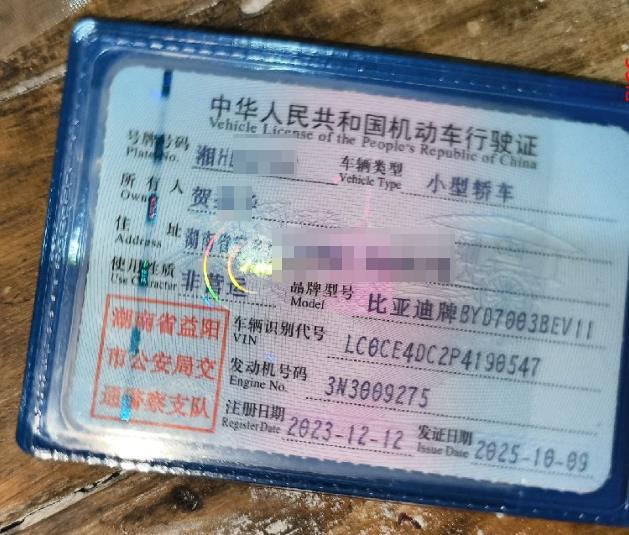 中华人民共和国机动车行驶证
Vehicle License of the People's Republic of China
号牌号码 湘H 车辆类型 小型轿车
Plate No. Vehicle Type
所有人 贺
Owner
住址 湖南省
Address
使用性质 非营运 品牌型号 比亚迪牌BYD7003BEV11
Use Character Model
湖南省益阳
市公安局交
通警察支队
车辆识别代号 LC0CE4DC2P4190547
VIN
发动机号码 3N3009275
Engine No.
注册日期 2023-12-12 发证日期 2025-10-09
Register Date Issue Date